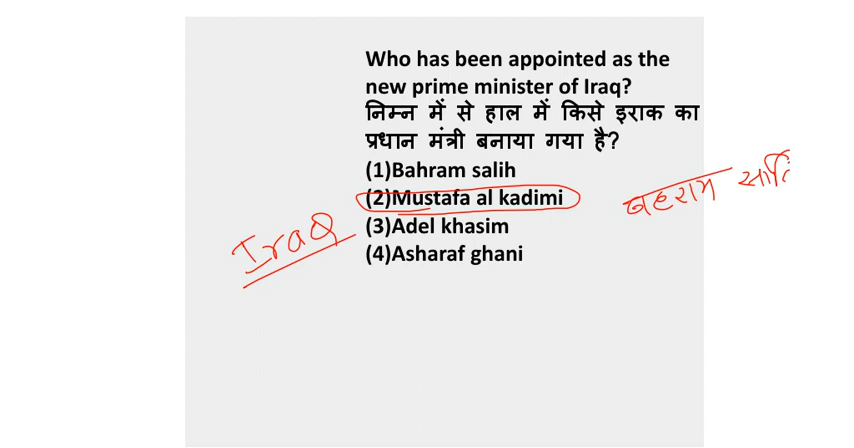 Who has been appointed as the
new prime minister of Iraq?
निम्न में से हाल में किसे इराक का
प्रधान मंत्री बनाया गया है?
(1)Bahram salih
(2)Mustafa al kadimi
(3)Adel khasim
(4)Asharaf ghani
Iraq
बहराम